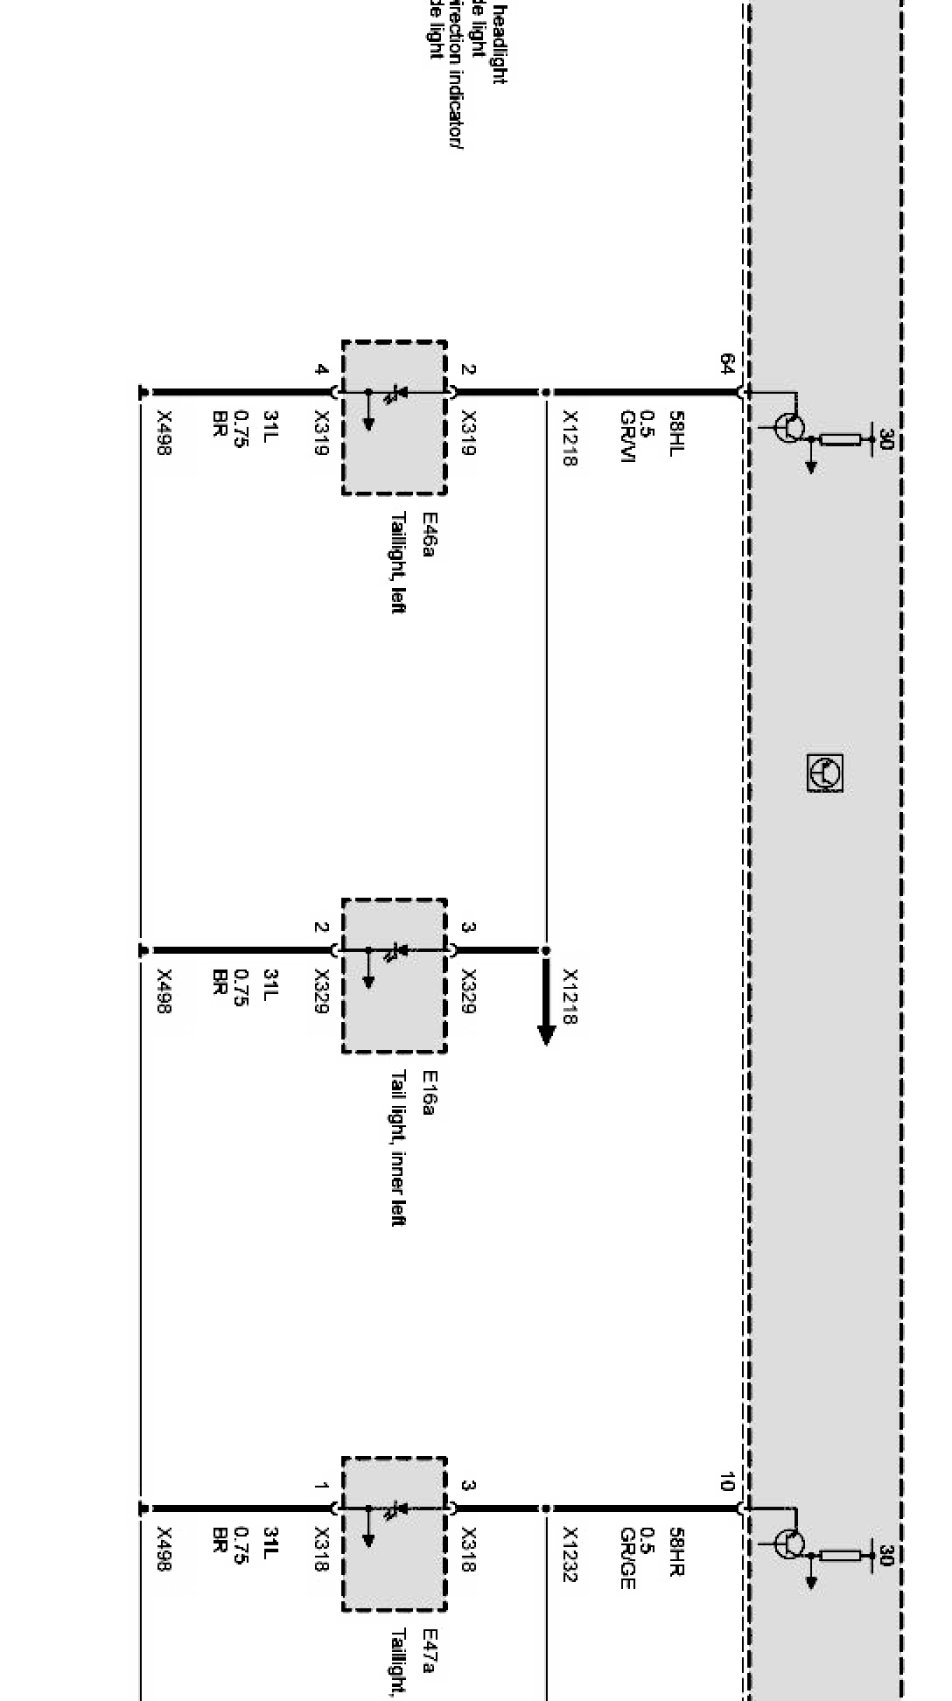 headlight
light
direction indicator/
light
30
64
58HL
0.5
GR/VI
X1218
2
X319
E46a
Taillight, left
4
X319
31L
0.75
BR
X498
X1218
3
X329
E16a
Tail light, inner left
2
X329
31L
0.75
BR
X498
30
10
58HR
0.5
GR/GE
X1232
3
X318
E47a
Taillight,
1
X318
31L
0.75
BR
X498